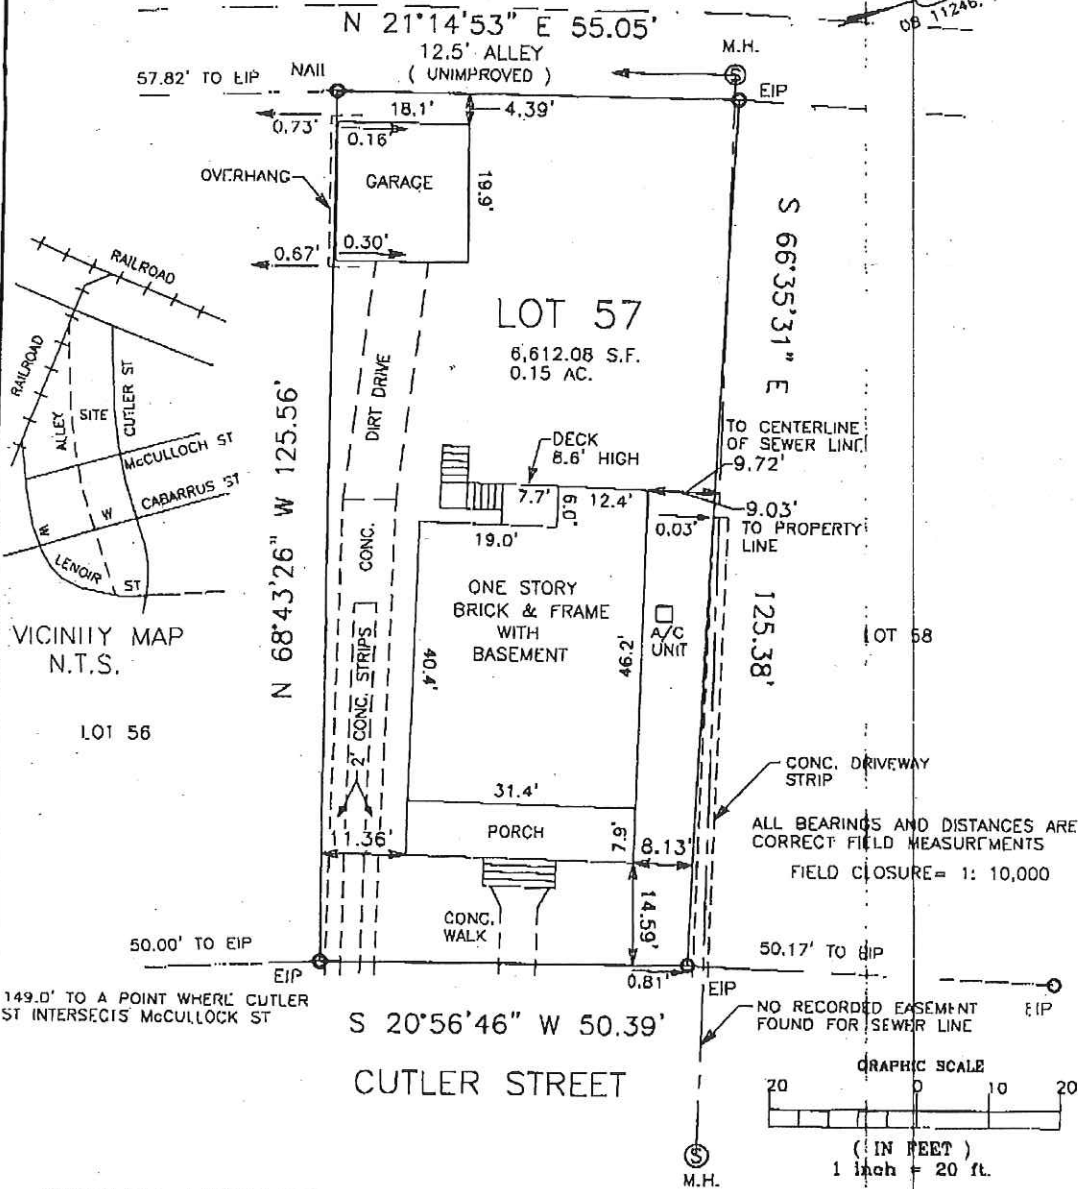 N 21°14'53" E 55.05'
DB 11246,
12.5' ALLEY
( UNIMPROVED )
M.H.
S
57.82' TO EIP
NAIL
EIP
18.1'
4.39'
0.73'
0.16'
OVERHANG
GARAGE
19.9'
0.67'
0.30'
S 66°35'31" E 125.38'
RAILROAD
RAILROAD
ALLEY
SITE
CUTLER ST
McCULLOCH ST
W CABARRUS ST
LENOIR ST
VICINITY MAP
N.T.S.
LOT 56
LOT 57
6,612.08 S.F.
0.15 AC.
N 68°43'26" W 125.56'
DIRT DRIVE
CONC.
2' CONC. STRIPS
DECK
8.6' HIGH
7.7'
6.0'
12.4'
19.0'
TO CENTERLINE
OF SEWER LINE
9.72'
9.03'
TO PROPERTY
LINE
0.03'
ONE STORY
BRICK & FRAME
WITH
BASEMENT
A/C
UNIT
40.4'
46.2'
LOT 58
31.4'
PORCH
7.9'
11.36'
8.13'
14.59'
CONC.
WALK
CONC. DRIVEWAY
STRIP
ALL BEARINGS AND DISTANCES ARE
CORRECT FIELD MEASUREMENTS
FIELD CLOSURE= 1: 10,000
50.00' TO EIP
EIP
0.81'
EIP
50.17' TO EIP
EIP
149.0' TO A POINT WHERE CUTLER
ST INTERSECTS McCULLOCK ST
S 20°56'46" W 50.39'
NO RECORDED EASEMENT
FOUND FOR SEWER LINE
CUTLER STREET
S
M.H.
GRAPHIC SCALE
20 0 10 20
( IN FEET )
1 inch = 20 ft.